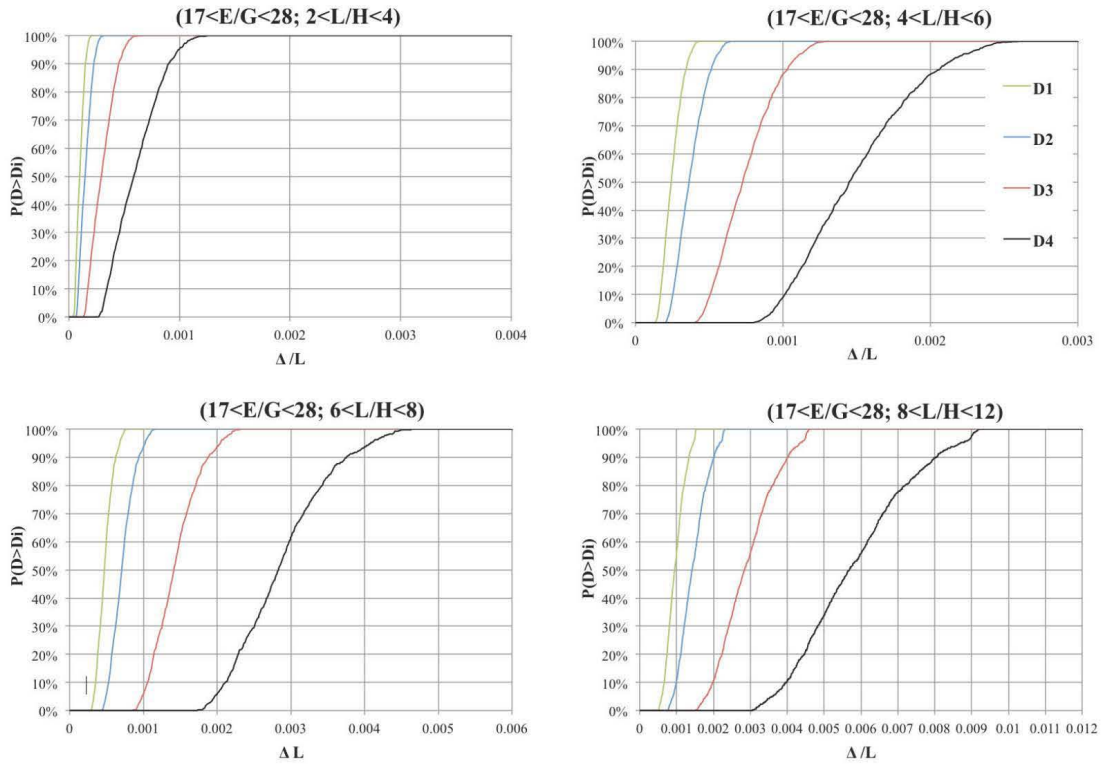 (17<E/G<28; 2<L/H<4)
100%
90%
80%
70%
60%
50%
40%
30%
20%
10%
0%
P(D>Di)
0 0.001 0.002 0.003 0.004
Δ /L
(17<E/G<28; 4<L/H<6)
100%
90%
80%
70%
60%
50%
40%
30%
20%
10%
0%
P(D>Di)
D1
D2
D3
D4
0 0.001 0.002 0.003
Δ /L
(17<E/G<28; 6<L/H<8)
100%
90%
80%
70%
60%
50%
40%
30%
20%
10%
0%
P(D>Di)
0 0.001 0.002 0.003 0.004 0.005 0.006
Δ L
(17<E/G<28; 8<L/H<12)
100%
90%
80%
70%
60%
50%
40%
30%
20%
10%
0%
P(D>Di)
0 0.001 0.002 0.003 0.004 0.005 0.006 0.007 0.008 0.009 0.01 0.011 0.012
Δ /L